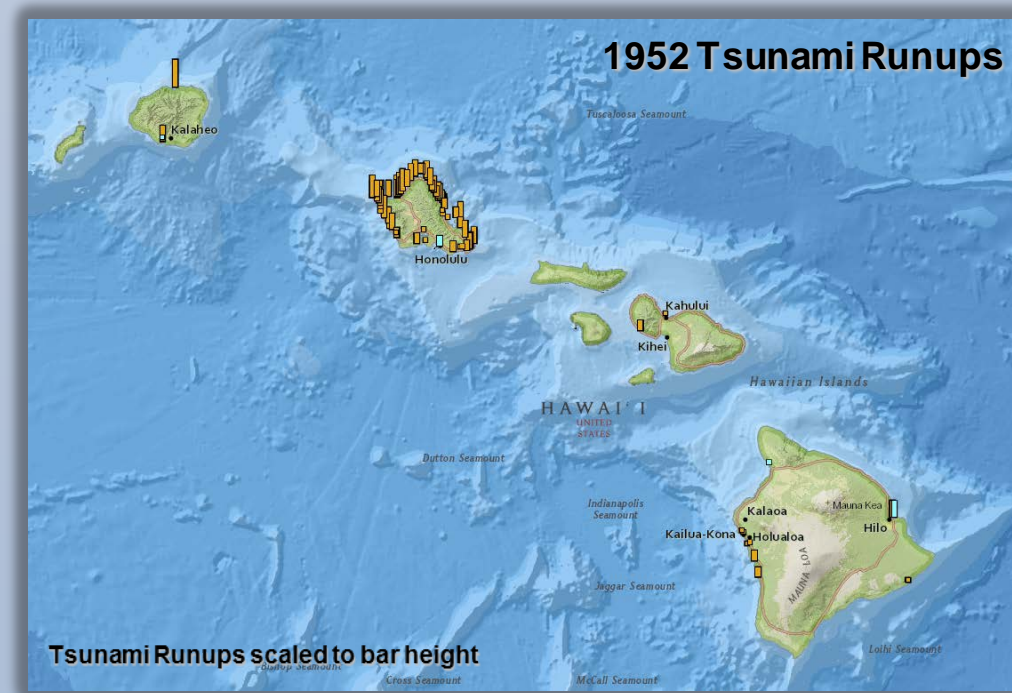 1952 Tsunami Runups
Tuscaloosa Seamount
Kalaheo
Honolulu
Kahului
Kihei
Hawaiian Islands
HAWAI‘I
UNITED
STATES
Dutton Seamount
Indianapolis
Seamount
Mauna Kea
Kalaoa
Hilo
Kailua-Kona
Holualoa
MAUNA LOA
Jaggar Seamount
Loihi Seamount
Tsunami Runups scaled to bar height
Bishop Seamount
Cross Seamount
McCall Seamount